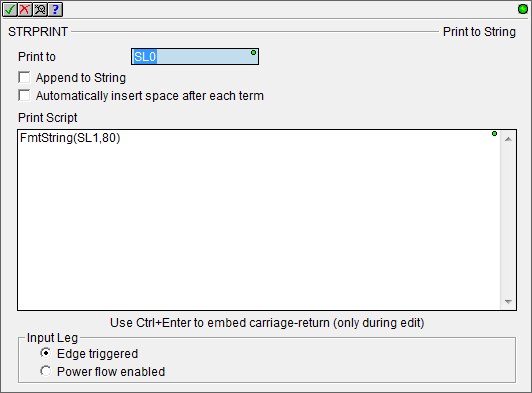 STRPRINT
Print to String
Print to
SL0
Append to String
Automatically insert space after each term
Print Script
FmtString(SL1,80)
Use Ctrl+Enter to embed carriage-return (only during edit)
Input Leg
Edge triggered
Power flow enabled